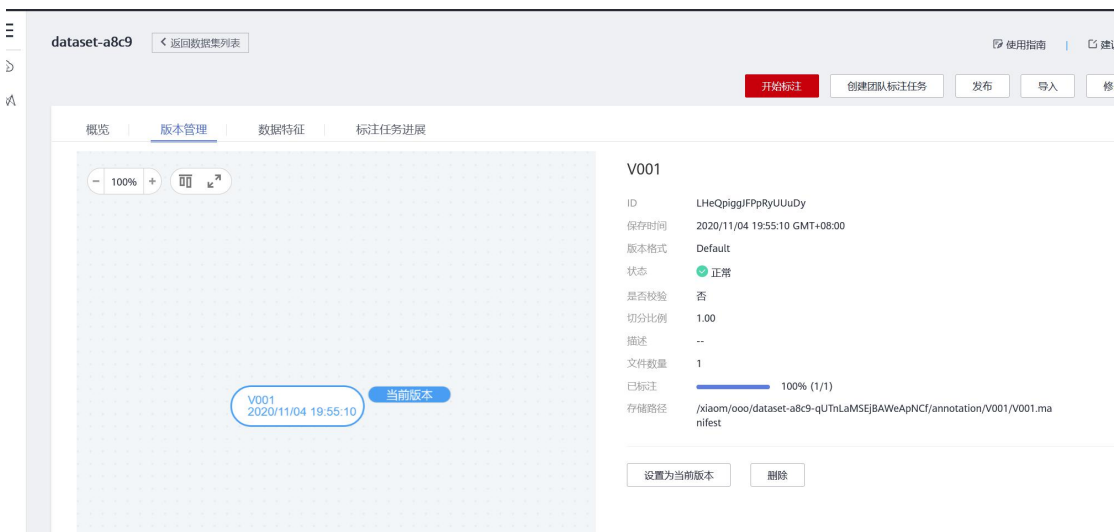 dataset-a8c9
返回数据集列表
使用指南
开始标注
创建团队标注任务
发布
导入
概览
版本管理
数据特征
标注任务进展
100%
V001
2020/11/04 19:55:10
当前版本
V001
ID LHeQpiggJFPpRyUUuDy
保存时间 2020/11/04 19:55:10 GMT+08:00
版本格式 Default
状态 正常
是否校验 否
切分比例 1.00
描述 --
文件数量 1
已标注 100% (1/1)
存储路径 /xiaom/ooo/dataset-a8c9-qUTnLaMSEjBAWeApNCf/annotation/V001/V001.ma
nifest
设置为当前版本
删除